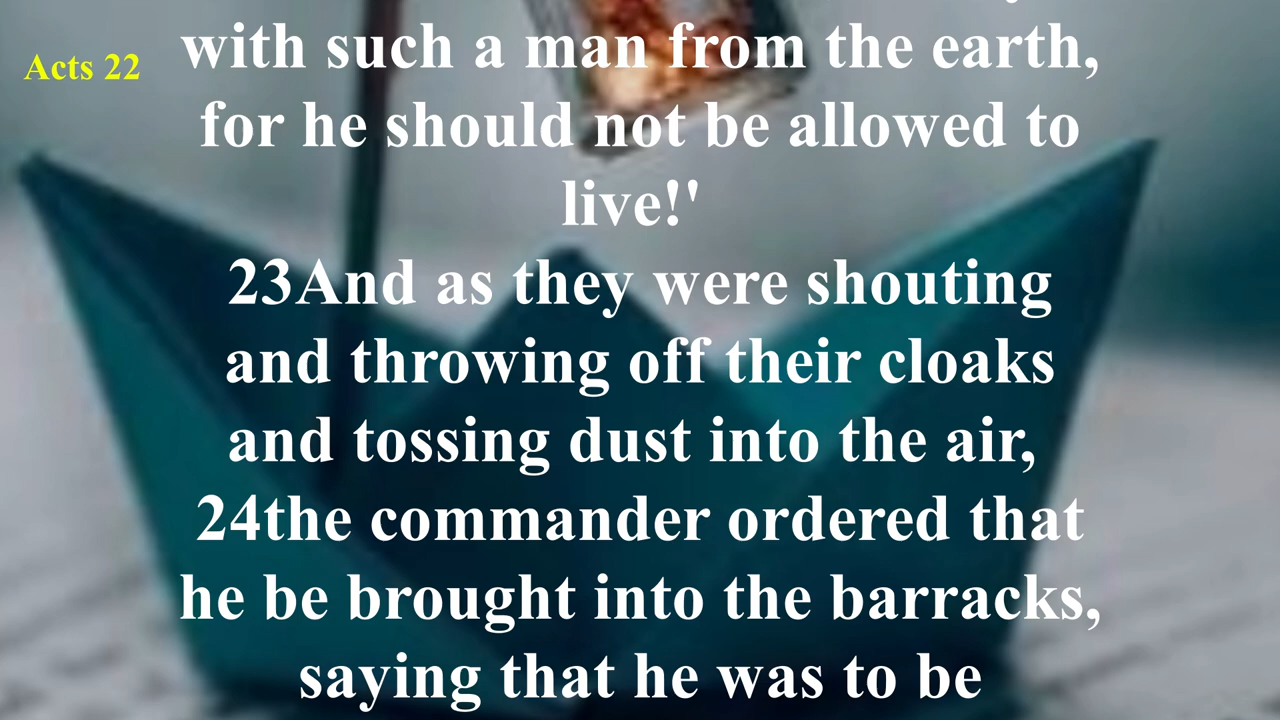 Acts 22
with such a man from the earth,
for he should not be allowed to
live!'
23And as they were shouting
and throwing off their cloaks
and tossing dust into the air,
24the commander ordered that
he be brought into the barracks,
saying that he was to be